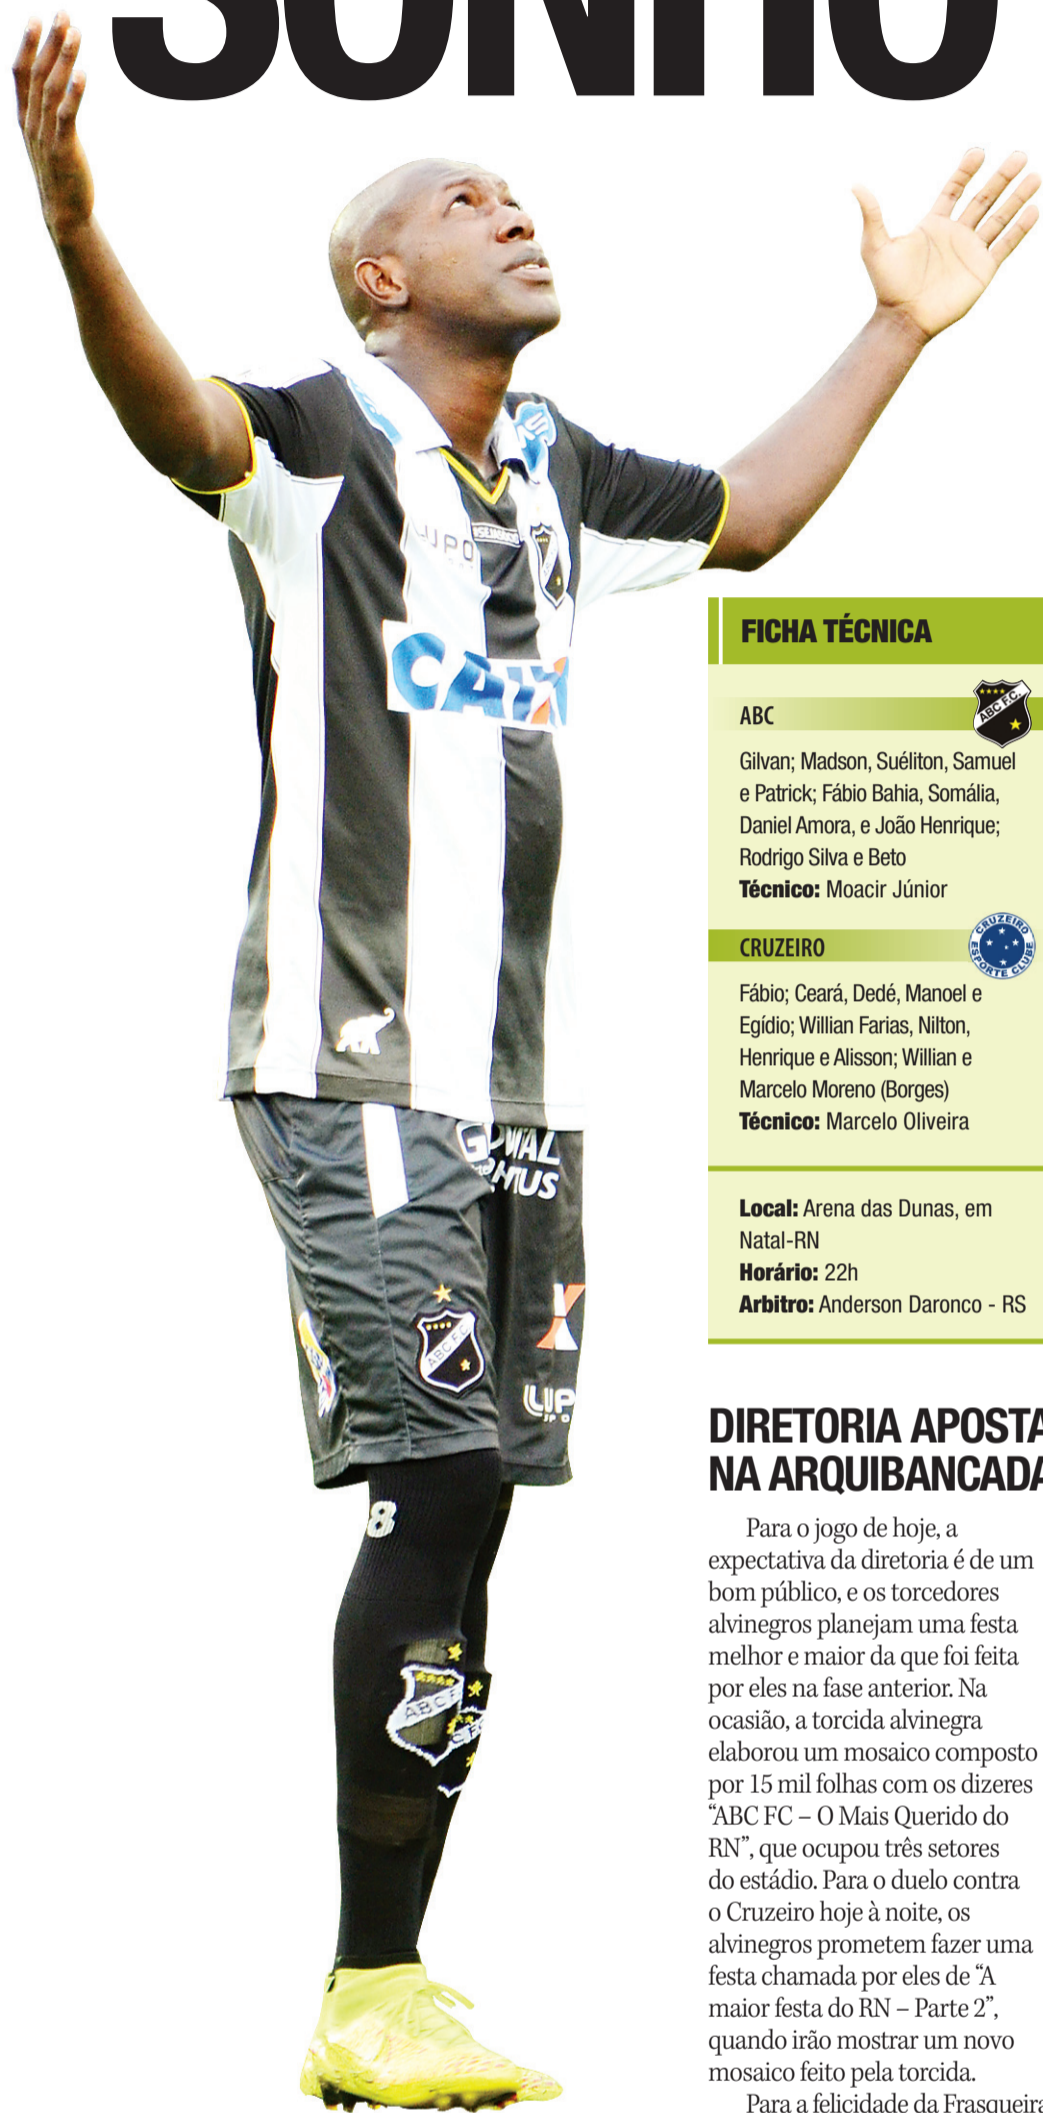 SONHO
LUPO
CAIXA
8
ABC F.C.
LUPO
FICHA TÉCNICA
ABC
ABC F.C.
Gilvan; Madson, Suéliton, Samuel
e Patrick; Fábio Bahia, Somália,
Daniel Amora, e João Henrique;
Rodrigo Silva e Beto
Técnico: Moacir Júnior
CRUZEIRO
CRUZEIRO ESPORTE CLUBE
Fábio; Ceará, Dedé, Manoel e
Egídio; Willian Farias, Nilton,
Henrique e Alisson; Willian e
Marcelo Moreno (Borges)
Técnico: Marcelo Oliveira
Local: Arena das Dunas, em
Natal-RN
Horário: 22h
Arbitro: Anderson Daronco - RS
DIRETORIA APOSTA
NA ARQUIBANCADA
Para o jogo de hoje, a
expectativa da diretoria é de um
bom público, e os torcedores
alvinegros planejam uma festa
melhor e maior da que foi feita
por eles na fase anterior. Na
ocasião, a torcida alvinegra
elaborou um mosaico composto
por 15 mil folhas com os dizeres
“ABC FC – O Mais Querido do
RN”, que ocupou três setores
do estádio. Para o duelo contra
o Cruzeiro hoje à noite, os
alvinegros prometem fazer uma
festa chamada por eles de “A
maior festa do RN – Parte 2”,
quando irão mostrar um novo
mosaico feito pela torcida.
Para a felicidade da Frasqueira